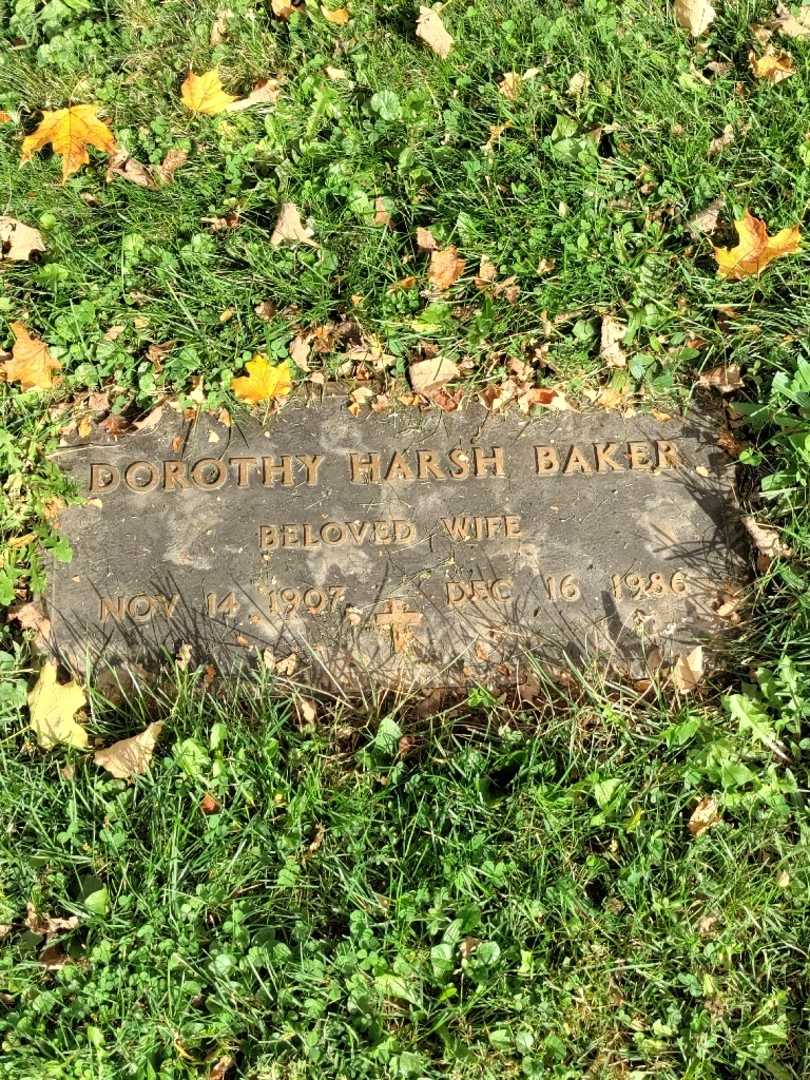 DOROTHY HARSH BAKER
BELOVED WIFE
NOV 14 1907 DEC 16 1986